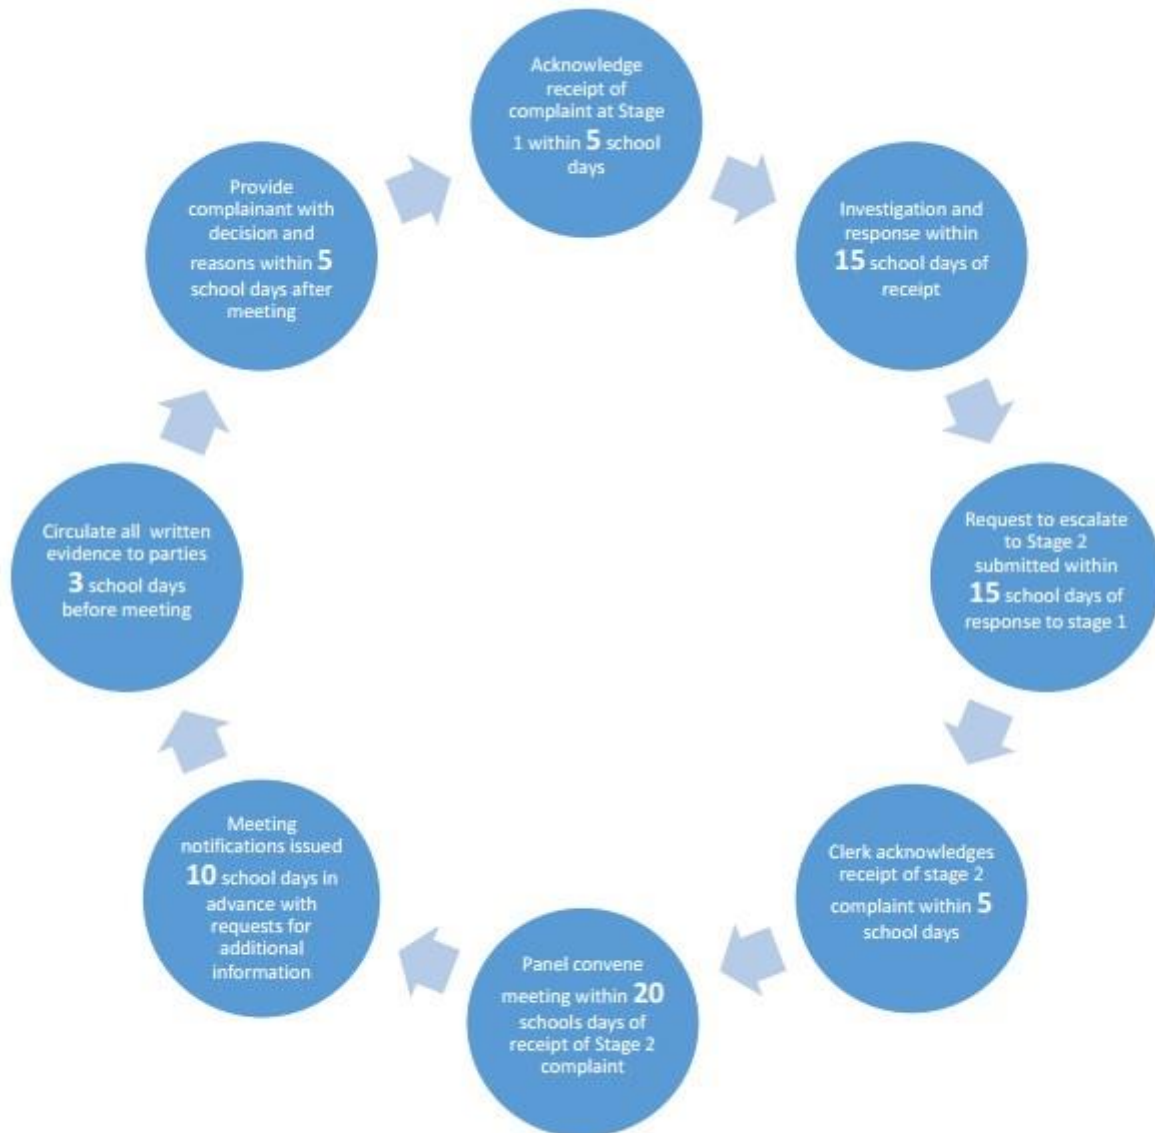 Acknowledge
receipt of
complaint at Stage
1 within 5 school
days
Investigation and
response within
15 school days of
receipt
Request to escalate
to Stage 2
submitted within
15 school days of
response to stage 1
Clerk acknowledges
receipt of stage 2
complaint within 5
school days
Panel convene
meeting within 20
schools days of
receipt of Stage 2
complaint
Meeting
notifications issued
10 school days in
advance with
requests for
additional
information
Circulate all written
evidence to parties
3 school days
before meeting
Provide
complainant with
decision and
reasons within 5
school days after
meeting